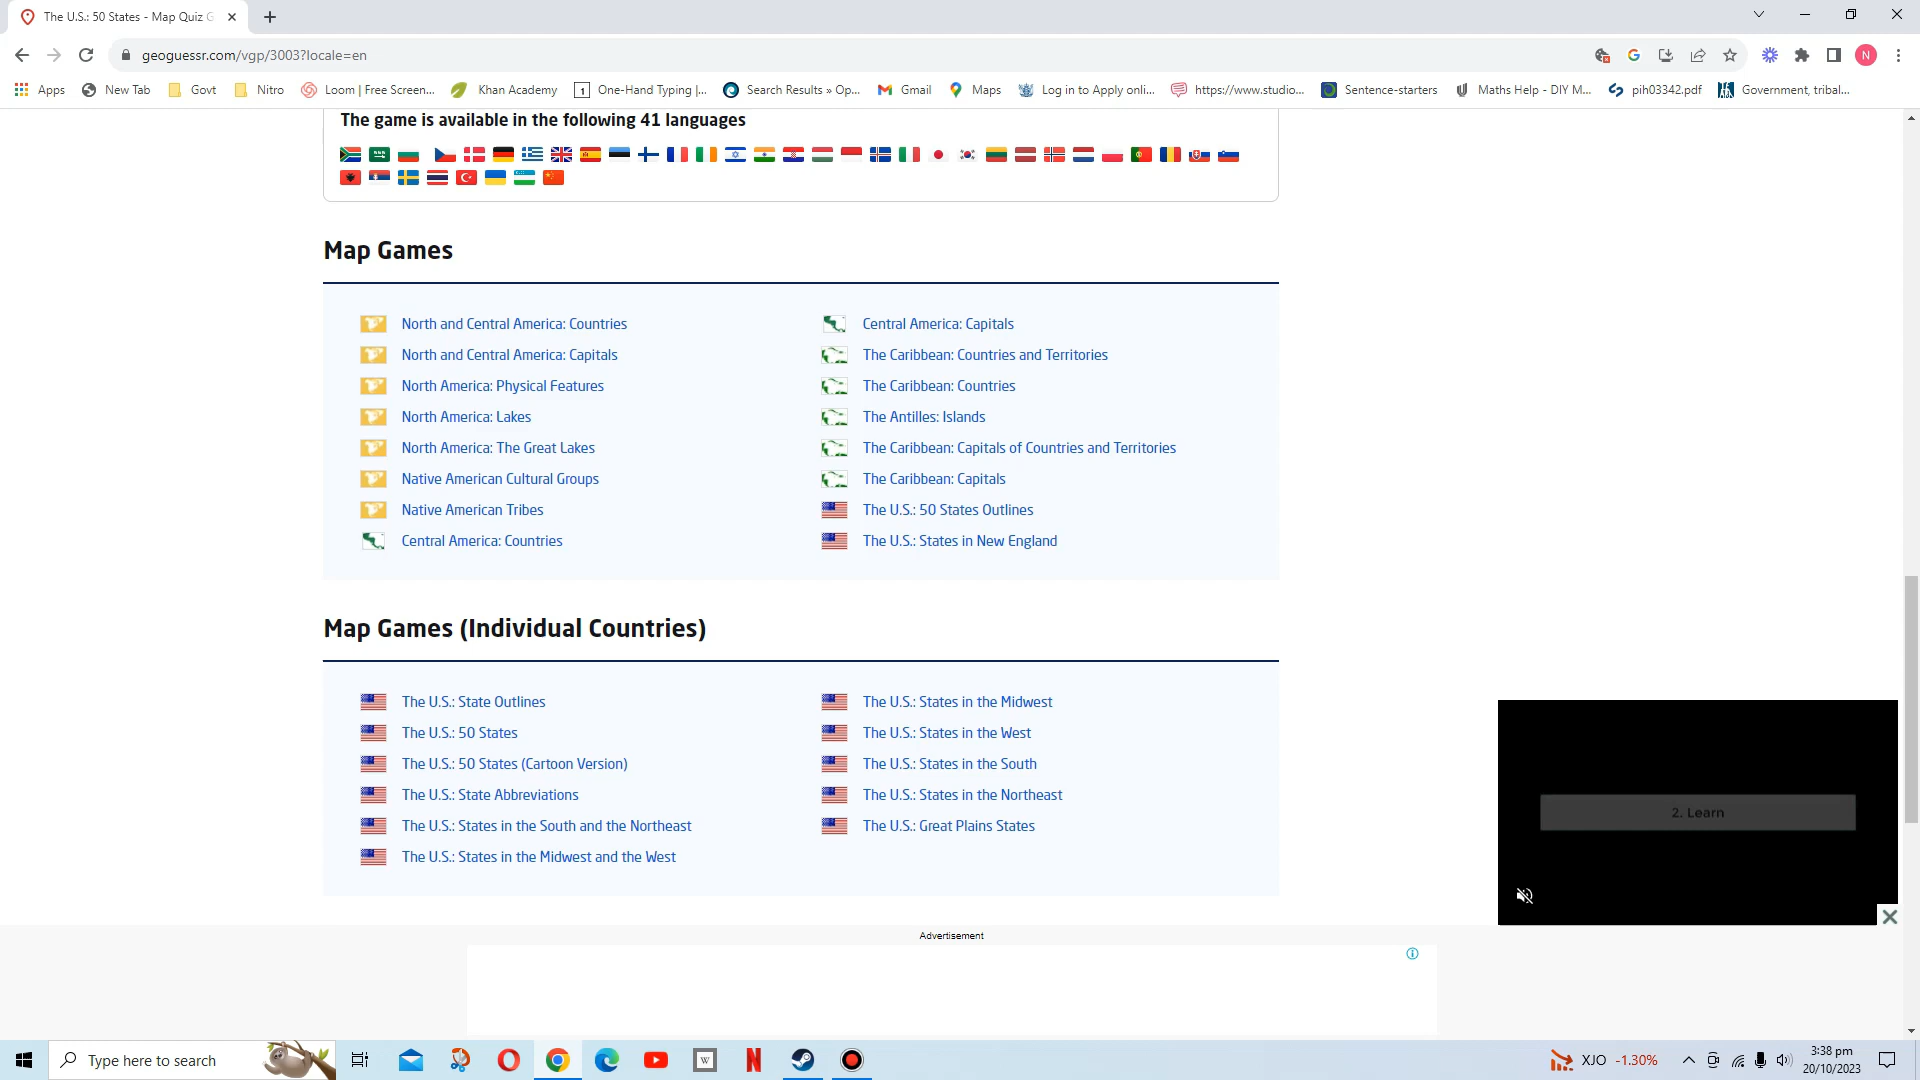 The U.S.: 50 States - Map Quiz G
geoguessr.com/vgp/3003?locale=en
N
Apps
New Tab
Govt
Nitro
Loom | Free Screen...
Khan Academy
1
One-Hand Typing |...
Search Results » Op...
Gmail
Maps
Log in to Apply onli...
https://www.studio...
Sentence-starters
Maths Help - DIY M...
pih03342.pdf
Government, tribal...
The game is available in the following 41 languages
Map Games
North and Central America: Countries
North and Central America: Capitals
North America: Physical Features
North America: Lakes
North America: The Great Lakes
Native American Cultural Groups
Native American Tribes
Central America: Countries
Central America: Capitals
The Caribbean: Countries and Territories
The Caribbean: Countries
The Antilles: Islands
The Caribbean: Capitals of Countries and Territories
The Caribbean: Capitals
The U.S.: 50 States Outlines
The U.S.: States in New England
Map Games (Individual Countries)
The U.S.: State Outlines
The U.S.: 50 States
The U.S.: 50 States (Cartoon Version)
The U.S.: State Abbreviations
The U.S.: States in the South and the Northeast
The U.S.: States in the Midwest and the West
The U.S.: States in the Midwest
The U.S.: States in the West
The U.S.: States in the South
The U.S.: States in the Northeast
The U.S.: Great Plains States
2. Learn
Advertisement
Type here to search
W
N
XJO -1.30%
3:38 pm
20/10/2023